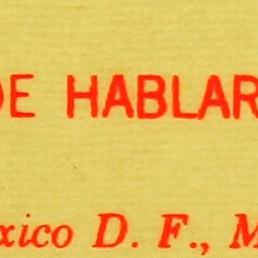 DE HABLAR
xico D. F., M